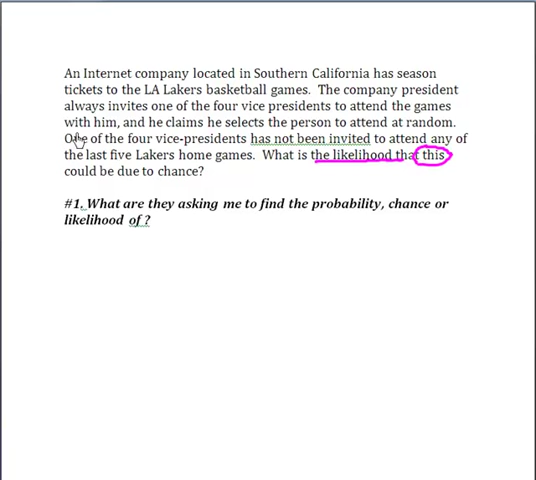 An Internet company located in Southern California has season
tickets to the LA Lakers basketball games. The company president
always invites one of the four vice presidents to attend the games
with him, and he claims he selects the person to attend at random.
One of the four vice-presidents has not been invited to attend any of
the last five Lakers home games. What is the likelihood that this
could be due to chance?
#1. What are they asking me to find the probability, chance or
likelihood of ?